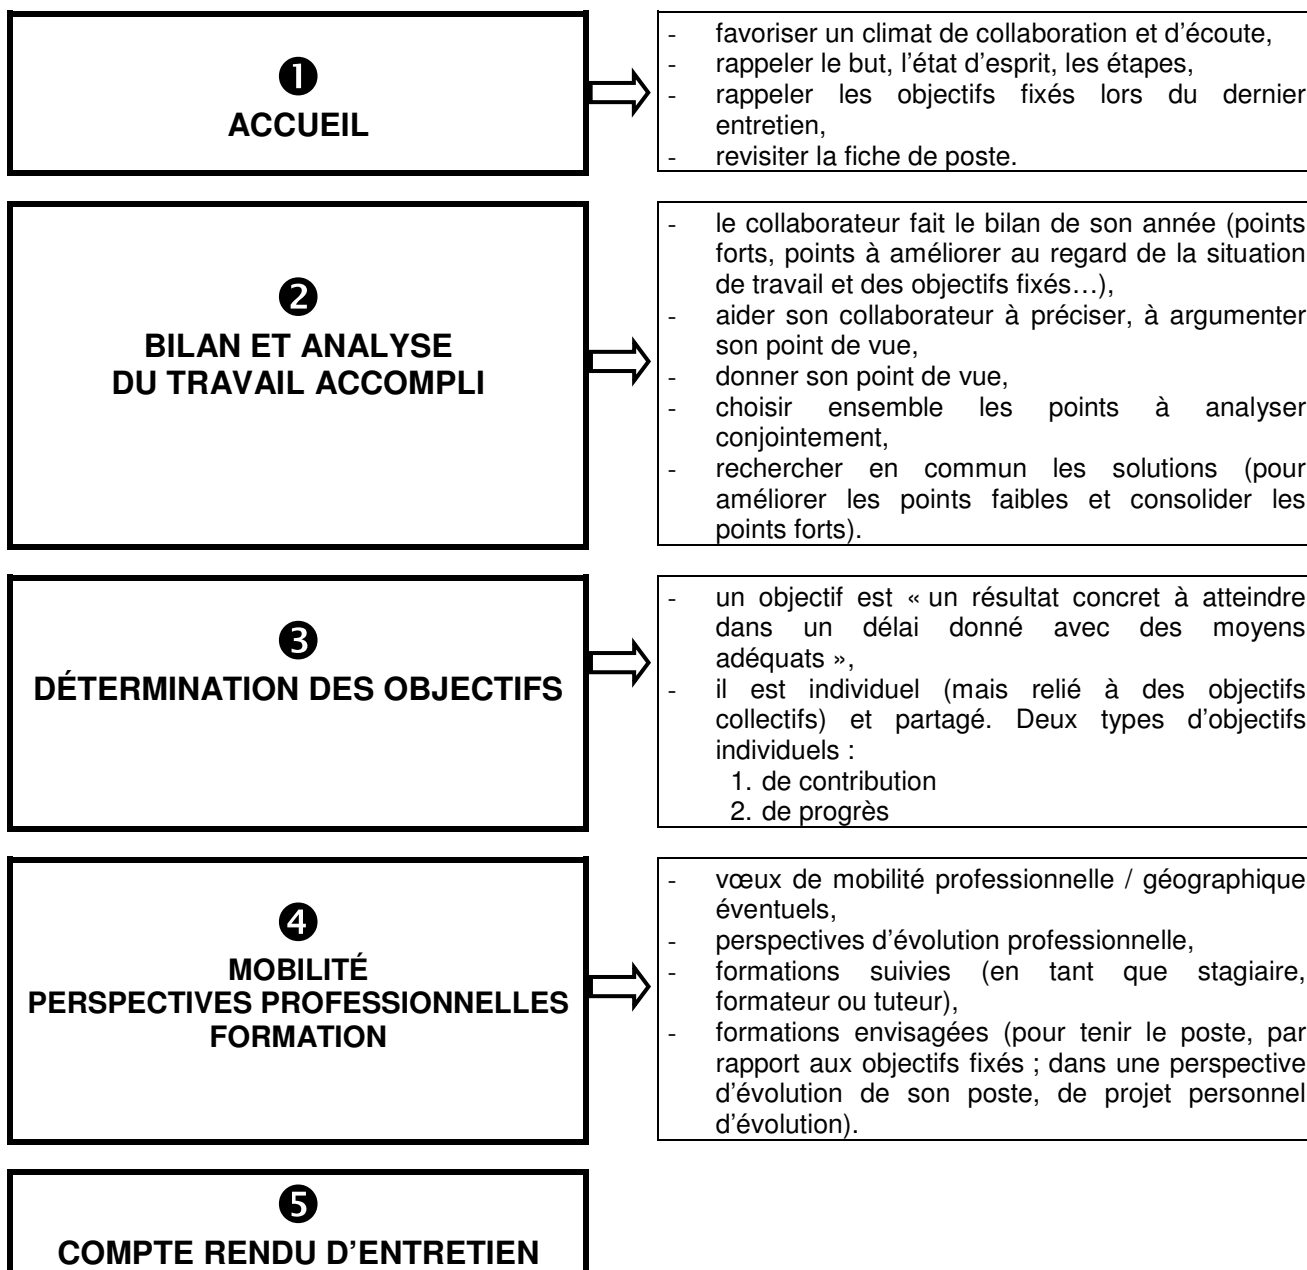 ❶
ACCUEIL
- favoriser un climat de collaboration et d’écoute,
- rappeler le but, l’état d’esprit, les étapes,
- rappeler les objectifs fixés lors du dernier
entretien,
- revisiter la fiche de poste.
❷
BILAN ET ANALYSE
DU TRAVAIL ACCOMPLI
- le collaborateur fait le bilan de son année (points
forts, points à améliorer au regard de la situation
de travail et des objectifs fixés…),
- aider son collaborateur à préciser, à argumenter
son point de vue,
- donner son point de vue,
- choisir ensemble les points à analyser
conjointement,
- rechercher en commun les solutions (pour
améliorer les points faibles et consolider les
points forts).
❸
DÉTERMINATION DES OBJECTIFS
- un objectif est « un résultat concret à atteindre
dans un délai donné avec des moyens
adéquats »,
- il est individuel (mais relié à des objectifs
collectifs) et partagé. Deux types d’objectifs
individuels :
1. de contribution
2. de progrès
❹
MOBILITÉ
PERSPECTIVES PROFESSIONNELLES
FORMATION
- vœux de mobilité professionnelle / géographique
éventuels,
- perspectives d’évolution professionnelle,
- formations suivies (en tant que stagiaire,
formateur ou tuteur),
- formations envisagées (pour tenir le poste, par
rapport aux objectifs fixés ; dans une perspective
d’évolution de son poste, de projet personnel
d’évolution).
❺
COMPTE RENDU D’ENTRETIEN